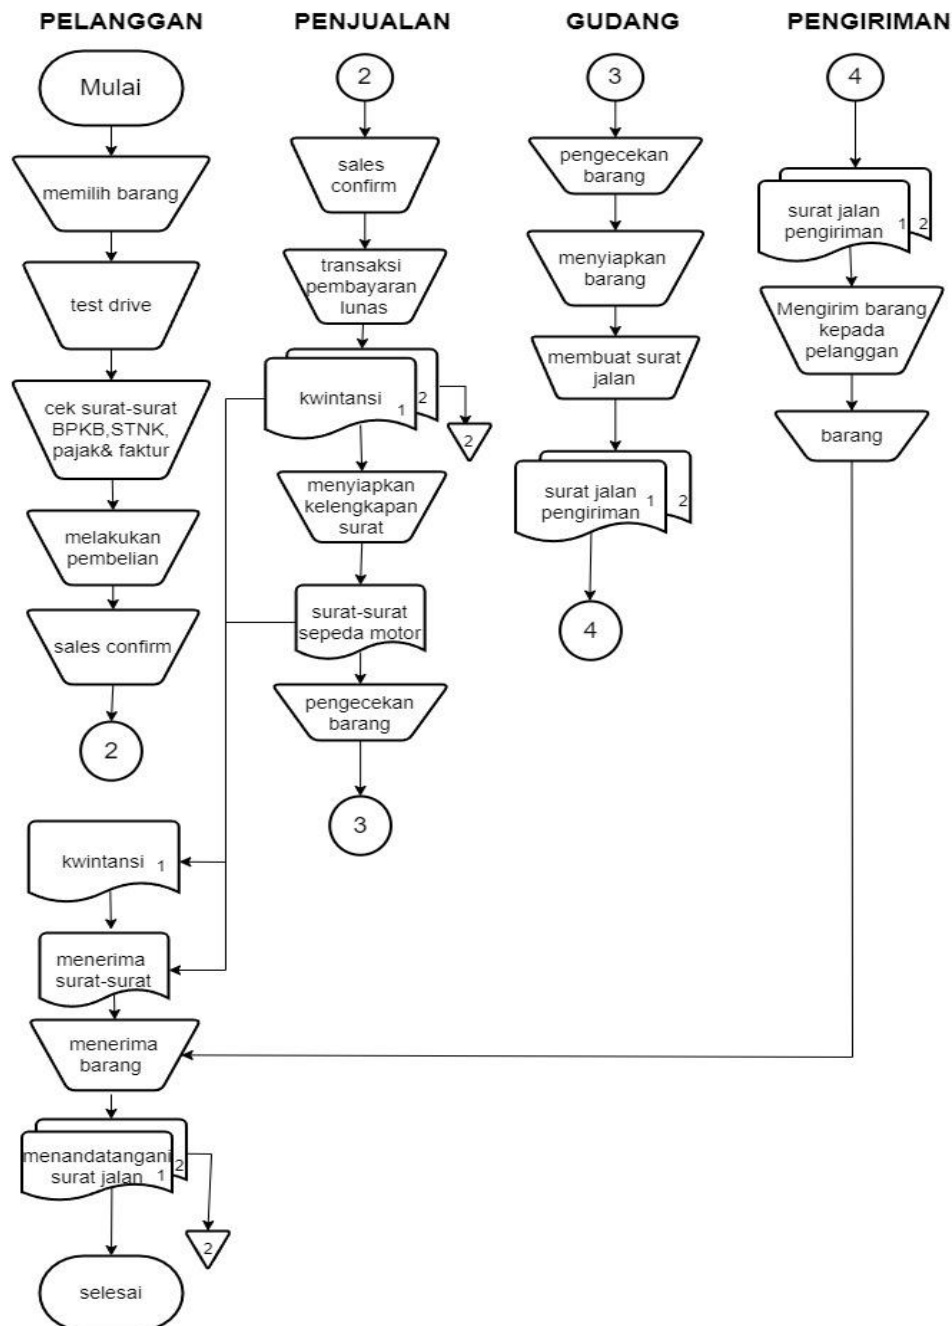 PELANGGAN
Mulai
memilih barang
test drive
cek surat-surat
BPKB,STNK,
pajak& faktur
melakukan
pembelian
sales confirm
2
kwintansi 1
menerima
surat-surat
menerima
barang
menandatangani
surat jalan 1
2
2
selesai
PENJUALAN
2
sales
confirm
transaksi
pembayaran
lunas
kwintansi 1
2
2
menyiapkan
kelengkapan
surat
surat-surat
sepeda motor
pengecekan
barang
3
GUDANG
3
pengecekan
barang
menyiapkan
barang
membuat surat
jalan
surat jalan 1
pengiriman
2
4
PENGIRIMAN
4
surat jalan 1
pengiriman
2
Mengirim barang
kepada
pelanggan
barang